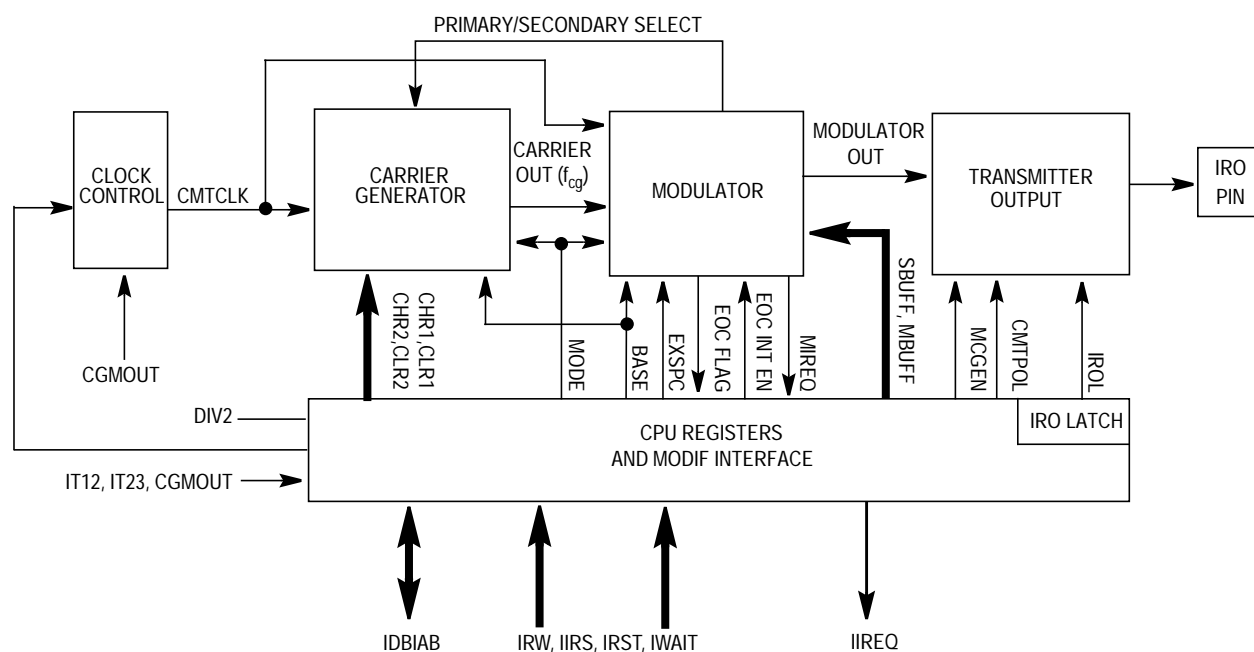 PRIMARY/SECONDARY SELECT
CLOCK
CONTROL
CMTCLK
CARRIER
GENERATOR
CARRIER
OUT (fcg)
MODULATOR
MODULATOR
OUT
TRANSMITTER
OUTPUT
IRO
PIN
CGMOUT
CHR1,CLR1
CHR2,CLR2
MODE
BASE
EXSPC
EOC FLAG
EOC INT EN
MIREQ
SBUFF, MBUFF
MCGEN
CMTPOL
IROL
DIV2
IT12, IT23, CGMOUT
CPU REGISTERS
AND MODIF INTERFACE
IRO LATCH
IDBIAB
IRW, IIRS, IRST, IWAIT
IIREQ